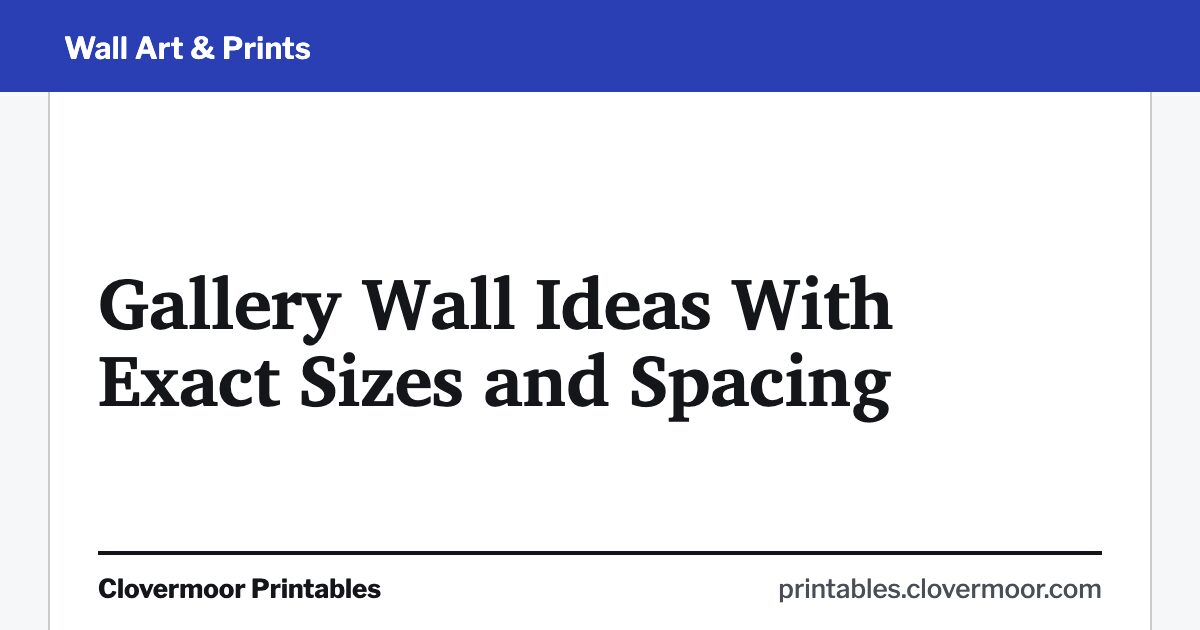 Wall Art & Prints
Gallery Wall Ideas With
Exact Sizes and Spacing
Clovermoor Printables
printables.clovermoor.com